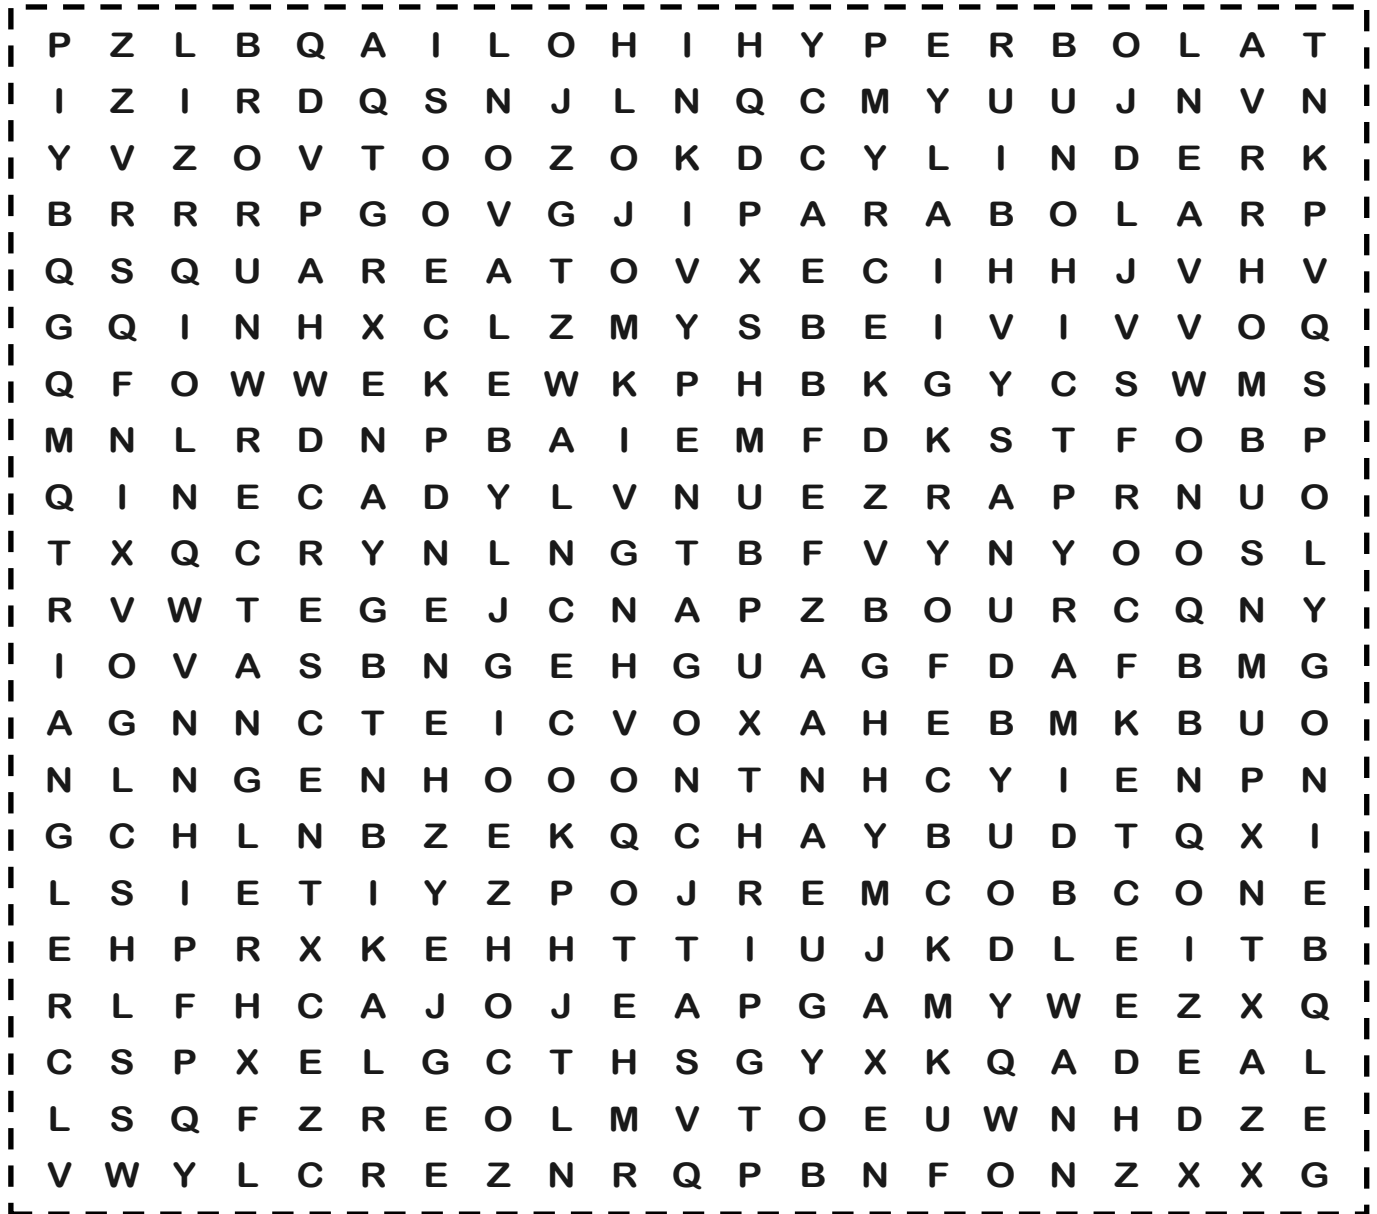 P Z L B Q A I L O H I H Y P E R B O L A T
I Z I R D Q S N J L N Q C M Y U U J N V N
Y V Z O V T O O Z O K D C Y L I N D E R K
B R R R P G O V G J I P A R A B O L A R P
Q S Q U A R E A T O V X E C I H H J V H V
G Q I N H X C L Z M Y S B E I V I V V O Q
Q F O W W E K E W K P H B K G Y C S W M S
M N L R D N P B A I E M F D K S T F O B P
Q I N E C A D Y L V N U E Z R A P R N U O
T X Q C R Y N L N G T B F V Y N Y O O S L
R V W T E G E J C N A P Z B O U R C Q N Y
I O V A S B N G E H G U A G F D A F B M G
A G N N C T E I C V O X A H E B M K B U O
N L N G E N H O O O N T N H C Y I E N P N
G C H L N B Z E K Q C H A Y B U D T Q X I
L S I E T I Y Z P O J R E M C O B C O N E
E H P R X K E H H T T I U J K D L E I T B
R L F H C A J O J E A P G A M Y W E Z X Q
C S P X E L G C T H S G Y X K Q A D E A L
L S Q F Z R E O L M V T O E U W N H D Z E
V W Y L C R E Z N R Q P B N F O N Z X X G